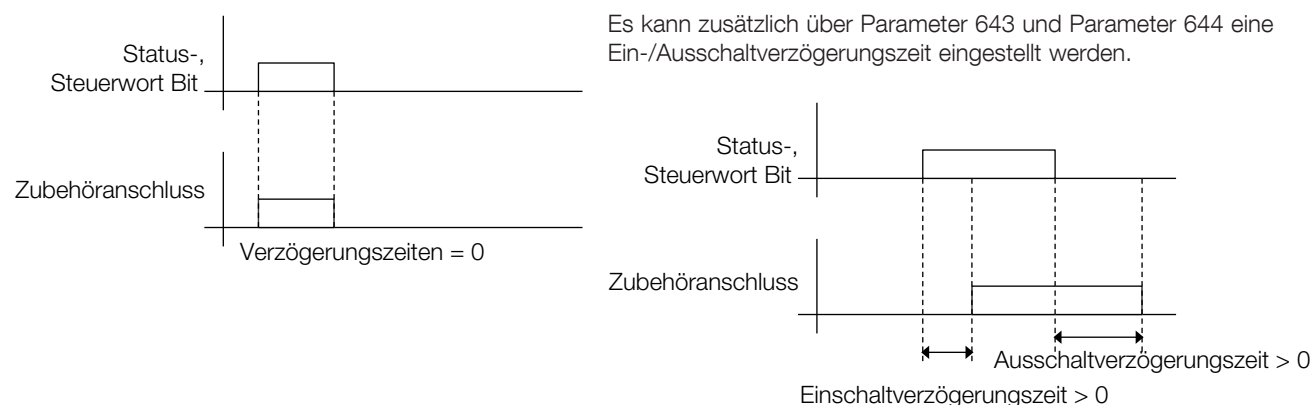 Status-,
Steuerwort Bit
Zubehöranschluss
Verzögerungszeiten = 0
Es kann zusätzlich über Parameter 643 und Parameter 644 eine
Ein-/Ausschaltverzögerungszeit eingestellt werden.
Status-,
Steuerwort Bit
Zubehöranschluss
Ausschaltverzögerungszeit > 0
Einschaltverzögerungszeit > 0